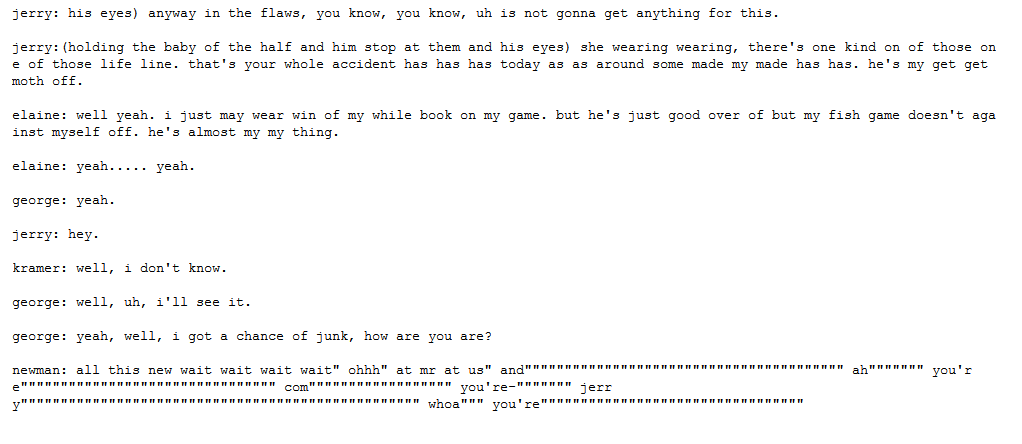 jerry: his eyes) anyway in the flaws, you know, you know, uh is not gonna get anything for this.
jerry:(holding the baby of the half and him stop at them and his eyes) she wearing wearing, there's one kind on of those on
e of those life line. that's your whole accident has has has today as as around some made my made has has. he's my get get
moth off.
elaine: well yeah. i just may wear win of my while book on my game. but he's just good over of but my fish game doesn't aga
inst myself off. he's almost my my thing.
elaine: yeah..... yeah.
george: yeah.
jerry: hey.
kramer: well, i don't know.
george: well, uh, i'll see it.
george: yeah, well, i got a chance of junk, how are you are?
newman: all this new wait wait wait wait wait" ohhh" at mr at us" and"""""""""""""""""""""""""""""""""""""""" ah""""""" you'r
e"""""""""""""""""""""""""""""""" com"""""""""""""""""" you're-""""""" jerr
y"""""""""""""""""""""""""""""""""""""""""""""""""" whoa""" you're"""""""""""""""""""""""""""""""""